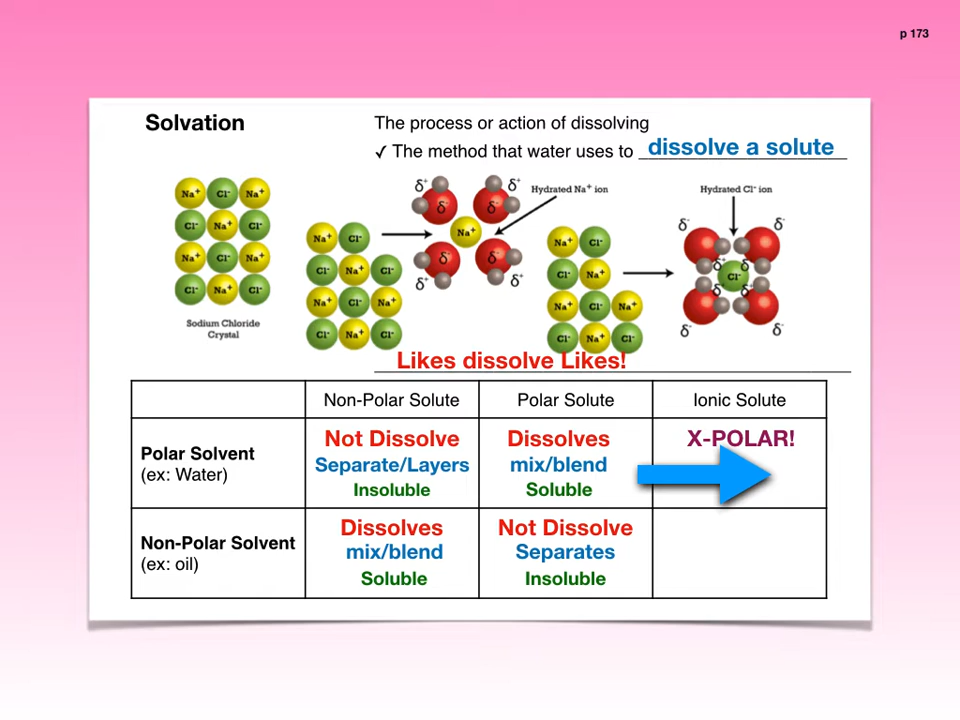 p 173
Solvation
The process or action of dissolving
✓ The method that water uses to dissolve a solute
Na⁺ Cl⁻ Na⁺
Cl⁻ Na⁺ Cl⁻
Na⁺ Cl⁻ Na⁺
Cl⁻ Na⁺ Cl⁻
Sodium Chloride
Crystal
Na⁺ Cl⁻
Cl⁻ Na⁺ Cl⁻
Na⁺ Cl⁻ Na⁺
Cl⁻ Na⁺ Cl⁻
δ⁺ δ⁺
δ⁻ δ⁻
Na⁺
δ⁻ δ⁻
δ⁺ δ⁺
Hydrated Na⁺ ion
Na⁺ Cl⁻
Cl⁻ Na⁺
Na⁺ Cl⁻ Na⁺
Cl⁻ Na⁺ Cl⁻
Hydrated Cl⁻ ion
δ⁻ δ⁻
δ⁺ δ⁺
Cl⁻
δ⁺ δ⁺
δ⁻ δ⁻
Likes dissolve Likes!
Non-Polar Solute Polar Solute Ionic Solute
Polar Solvent
(ex: Water)
Not Dissolve
Separate/Layers
Insoluble
Dissolves
mix/blend
Soluble
X-POLAR!
Non-Polar Solvent
(ex: oil)
Dissolves
mix/blend
Soluble
Not Dissolve
Separates
Insoluble